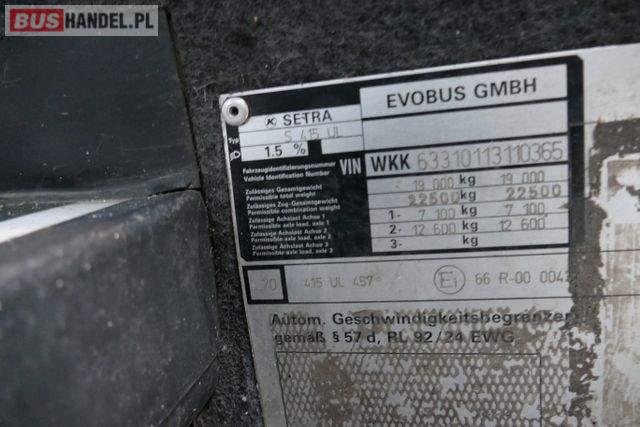 BUSHANDEL.PL
EVOBUS GMBH
SETRA
Typ S 415 UL
1.5 %
Fahrzeugidentifizierungsnummer
Vehicle Identification Number
VIN WKK 63310113110365
Zulässiges Gesamtgewicht
Permissible total weight
- 19 000 kg 19 000
Zulässiges Zug-Gesamtgewicht
Permissible combination weight
22500 kg 22500
Zulässige Achslast Achse 1
Permissible axle load, axle 1
1- 7 100 kg 7 100
Zulässige Achslast Achse 2
Permissible axle load, axle 2
2- 12 600 kg 12 600
Zulässige Achslast Achse 3
Permissible axle load, axle 3
3- kg
70 415 UL 457 E1 66 R-00 004
Autom. Geschwindigkeitsbegrenzer
gemäß § 57 d, RL 92/24 EWG